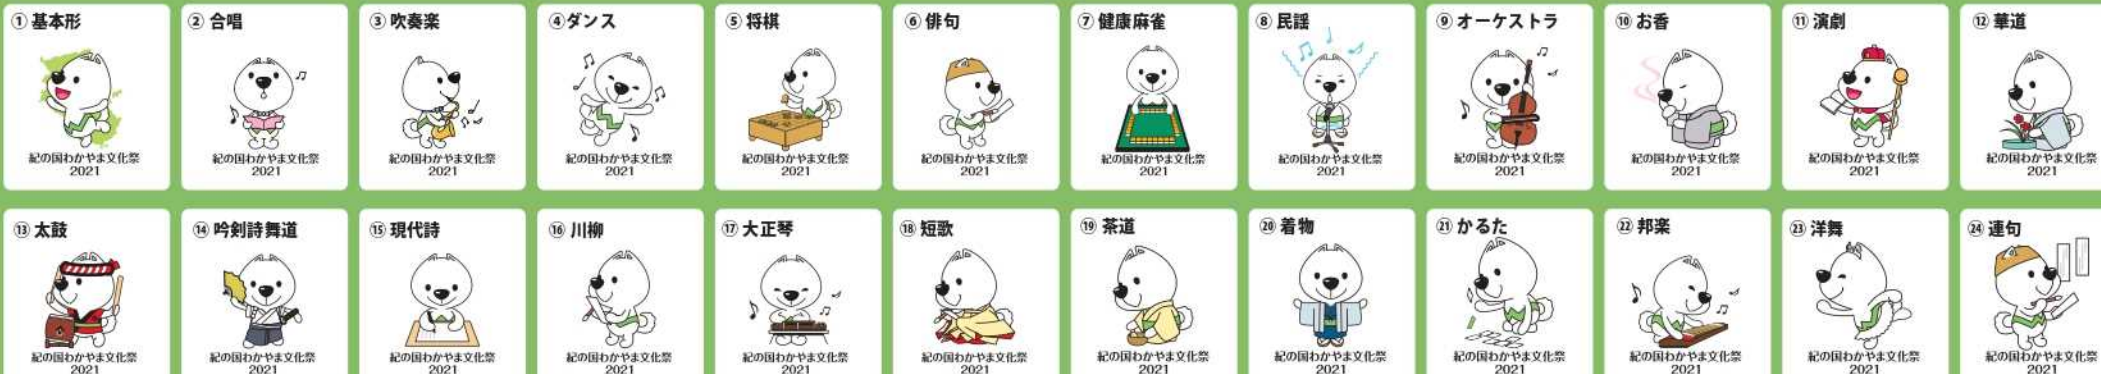 ① 基本形
紀の国わかやま文化祭
2021
② 合唱
紀の国わかやま文化祭
2021
③ 吹奏楽
紀の国わかやま文化祭
2021
④ダンス
紀の国わかやま文化祭
2021
⑤ 将棋
紀の国わかやま文化祭
2021
⑥ 俳句
紀の国わかやま文化祭
2021
⑦ 健康麻雀
紀の国わかやま文化祭
2021
⑧ 民謡
紀の国わかやま文化祭
2021
⑨ オーケストラ
紀の国わかやま文化祭
2021
⑩ お香
紀の国わかやま文化祭
2021
⑪ 演劇
紀の国わかやま文化祭
2021
⑫ 華道
紀の国わかやま文化祭
2021
⑬ 太鼓
紀の国わかやま文化祭
2021
⑭ 吟剣詩舞道
紀の国わかやま文化祭
2021
⑮ 現代詩
紀の国わかやま文化祭
2021
⑯ 川柳
紀の国わかやま文化祭
2021
⑰ 大正琴
紀の国わかやま文化祭
2021
⑱ 短歌
紀の国わかやま文化祭
2021
⑲ 茶道
紀の国わかやま文化祭
2021
⑳ 着物
紀の国わかやま文化祭
2021
㉑ かるた
紀の国わかやま文化祭
2021
㉒ 邦楽
紀の国わかやま文化祭
2021
㉓ 洋舞
紀の国わかやま文化祭
2021
㉔ 連句
紀の国わかやま文化祭
2021